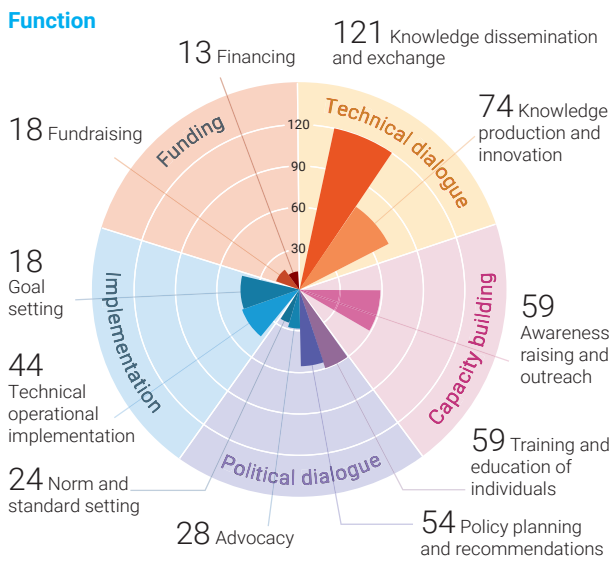 Function
13 Financing
121 Knowledge dissemination
and exchange
18 Fundraising
74 Knowledge
production and
innovation
Funding
Technical dialogue
120
90
60
30
18
Goal
setting
Implementation
Capacity building
59
Awareness
raising and
outreach
44
Technical
operational
implementation
Political dialogue
59 Training and
education of
individuals
24 Norm and
standard setting
28 Advocacy
54 Policy planning
and recommendations